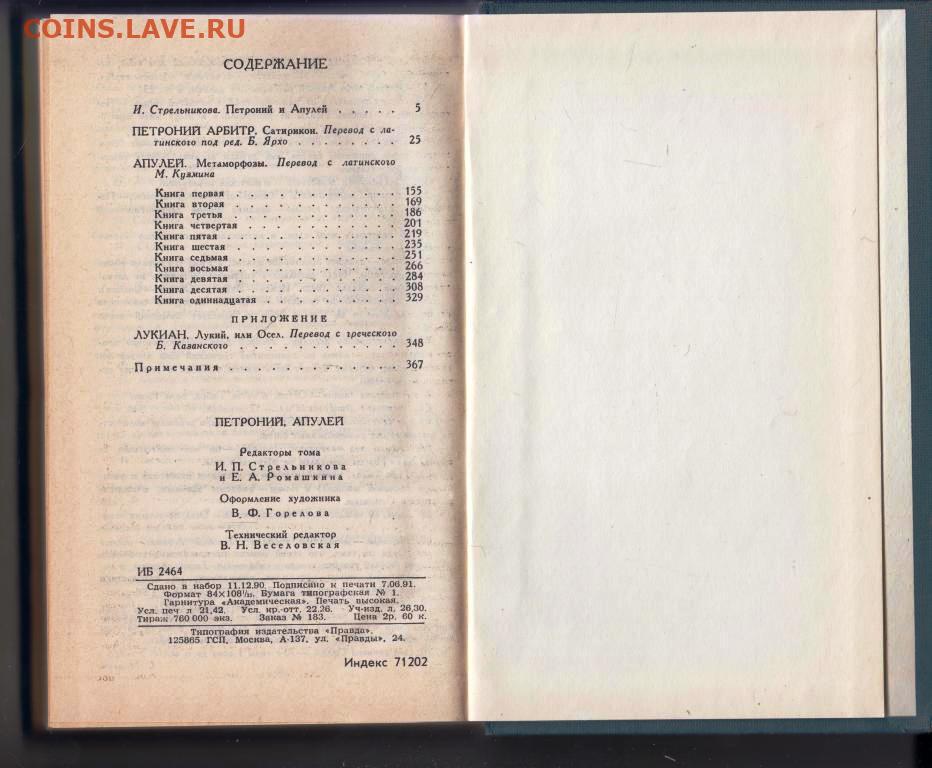 COINS.LAVE.RU
СОДЕРЖАНИЕ
И. Стрельникова. Петроний и Апулей . . . . . 5
ПЕТРОНИЙ АРБИТР. Сатирикон. Перевод с ла-
тинского под ред. Б. Ярхо . . . . . . . . 25
АПУЛЕЙ. Метаморфозы. Перевод с латинского
М. Кузмина
Книга первая . . . . . . . . . . . . 155
Книга вторая . . . . . . . . . . . . 169
Книга третья . . . . . . . . . . . . 186
Книга четвертая . . . . . . . . . . . 201
Книга пятая . . . . . . . . . . . . 219
Книга шестая . . . . . . . . . . . . 235
Книга седьмая . . . . . . . . . . . . 251
Книга восьмая . . . . . . . . . . . . 266
Книга девятая . . . . . . . . . . . . 284
Книга десятая . . . . . . . . . . . . 308
Книга одиннадцатая . . . . . . . . . . 329
ПРИЛОЖЕНИЕ
ЛУКИАН. Лукий, или Осел. Перевод с греческого
Б. Казанского . . . . . . . . . . . 348
Примечания . . . . . . . . . . . . 367
ПЕТРОНИЙ, АПУЛЕЙ
Редакторы тома
И. П. Стрельникова
и Е. А. Ромашкина
Оформление художника
В. Ф. Горелова
Технический редактор
В. Н. Веселовская
ИБ 2464
Сдано в набор 11.12.90. Подписано к печати 7.06.91.
Формат 84×108¹/₃₂. Бумага типографская № 1.
Гарнитура «Академическая». Печать высокая.
Усл. печ л 21,42. Усл. кр.-отт. 22,26. Уч-изд. л. 26,30.
Тираж 760 000 экз. Заказ № 183. Цена 2р. 60 к.
Типография издательства «Правда».
125865 ГСП, Москва, А-137, ул. «Правды», 24.
Индекс 71202